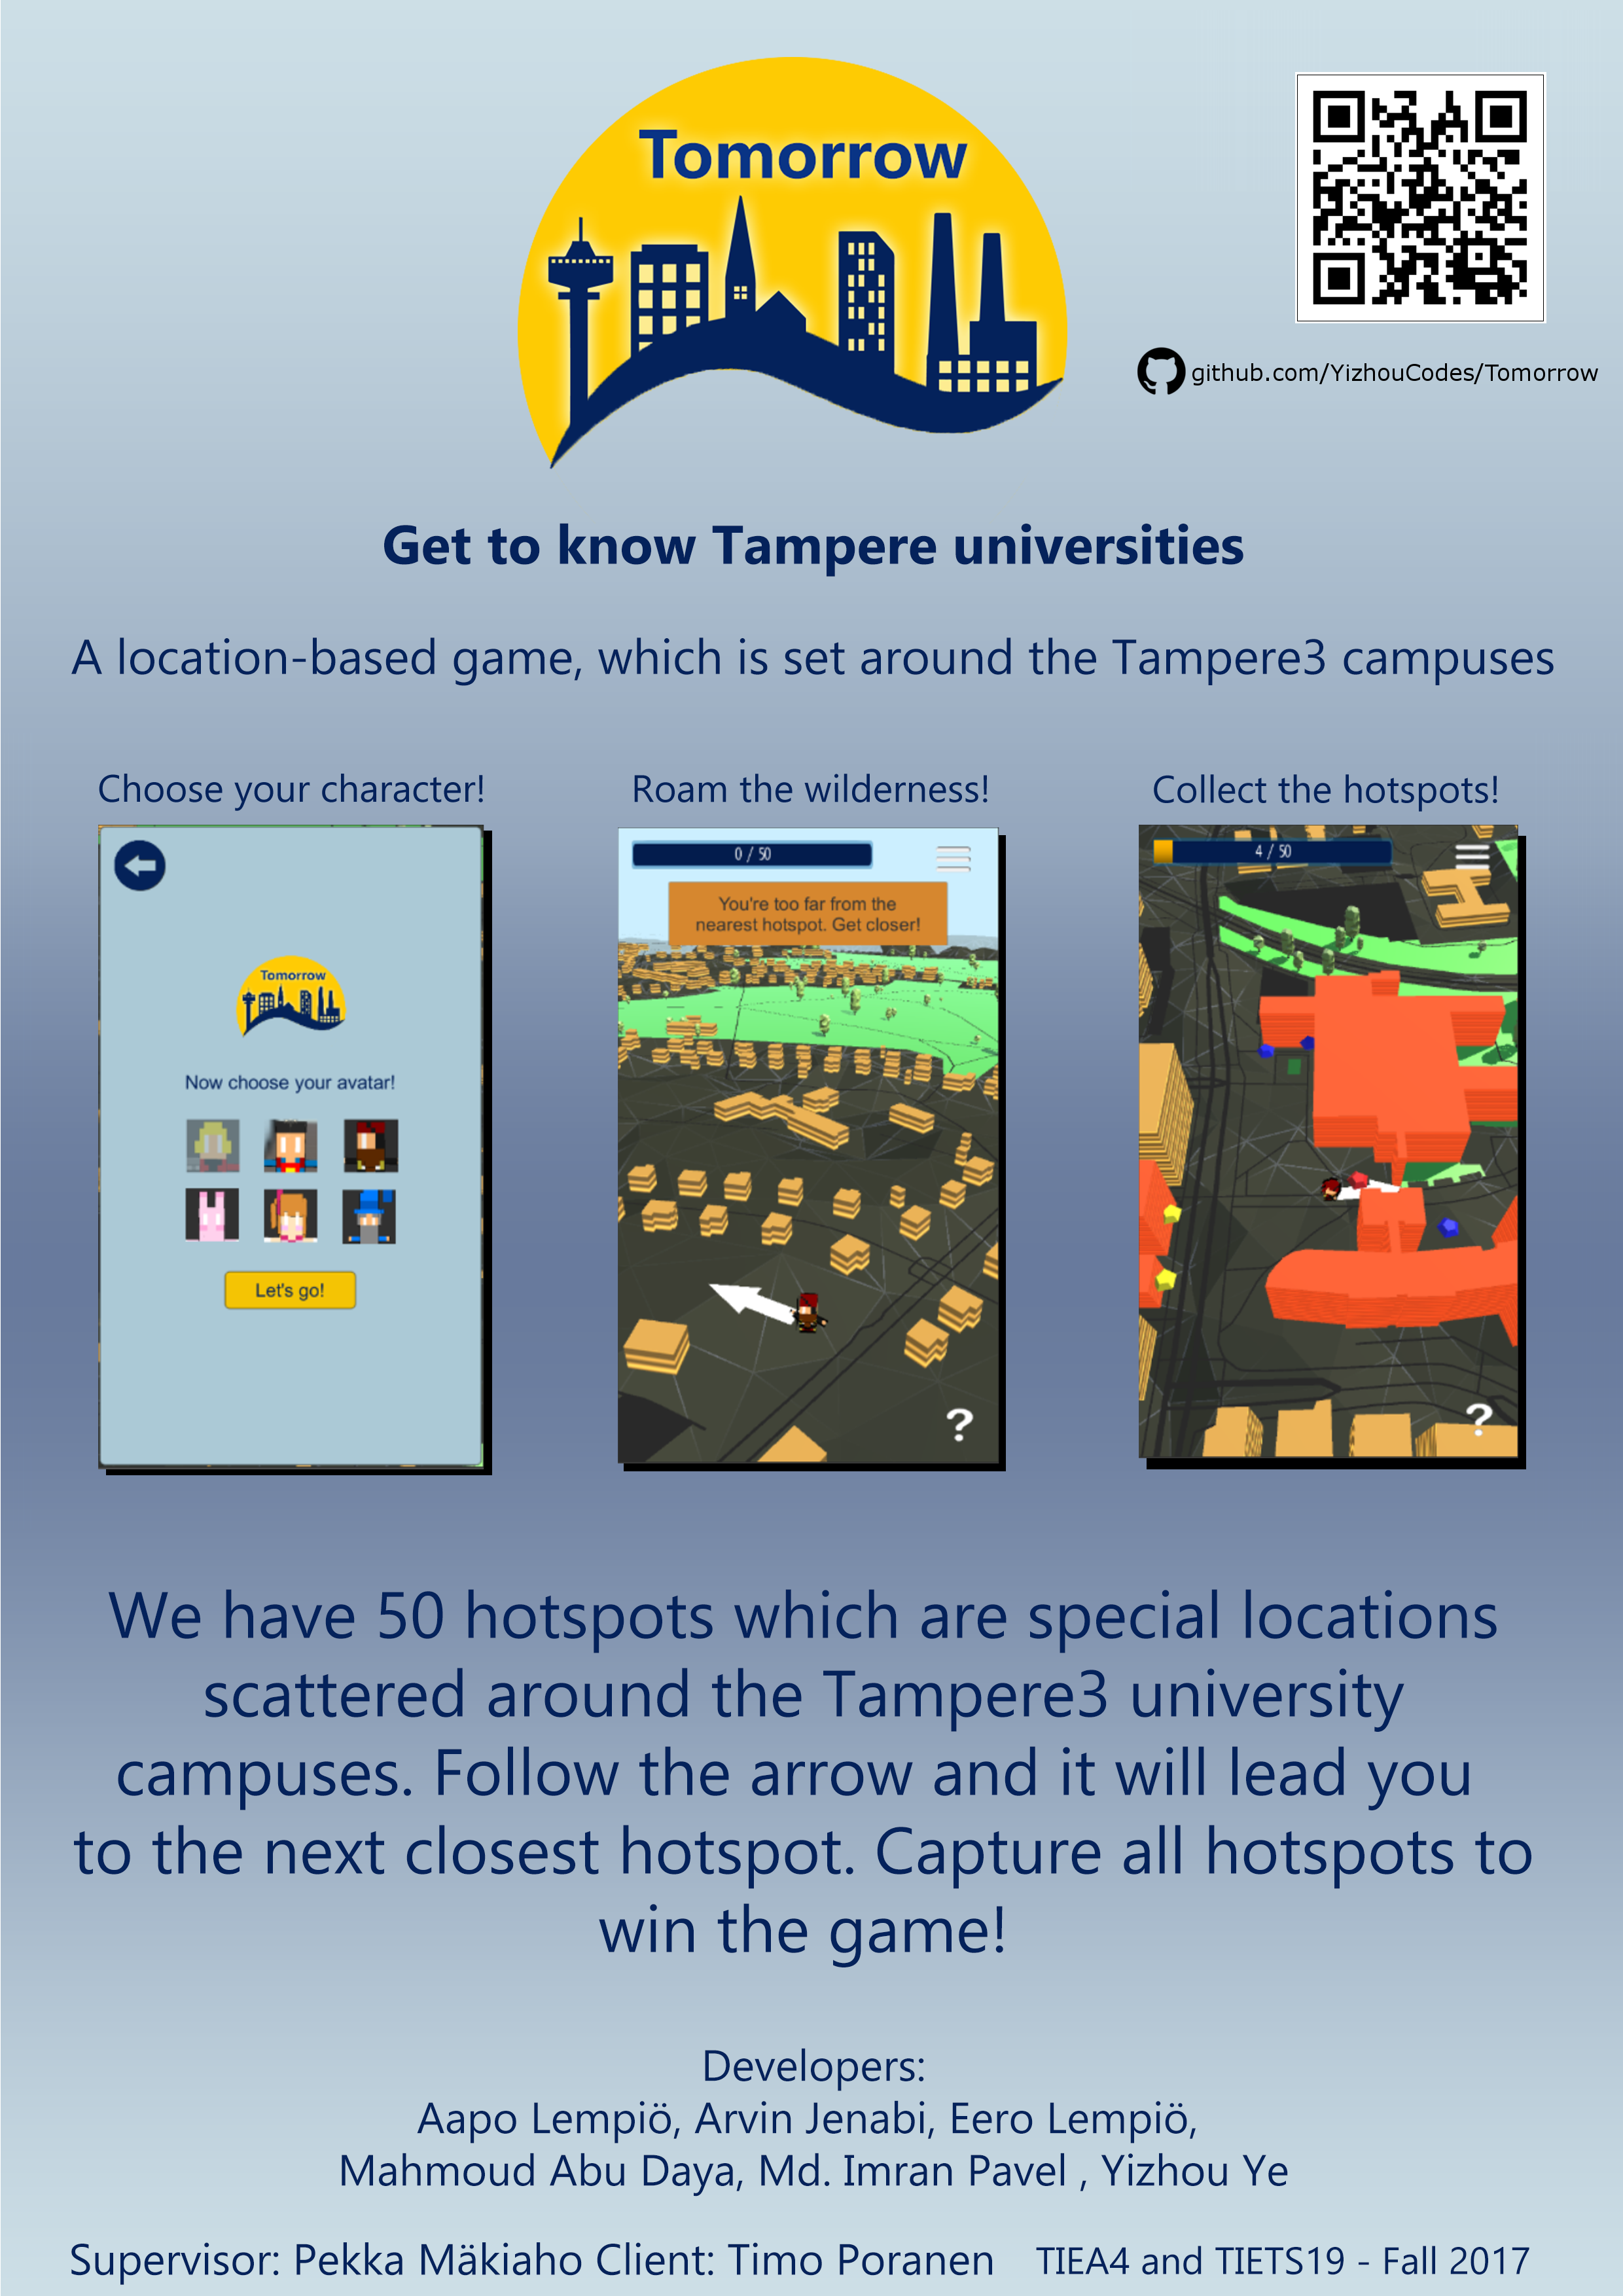 Tomorrow
github.com/YizhouCodes/Tomorrow
Get to know Tampere universities
A location-based game, which is set around the Tampere3 campuses
Choose your character!
Tomorrow
Now choose your avatar!
Let's go!
Roam the wilderness!
0 / 50
You're too far from the
nearest hotspot. Get closer!
?
Collect the hotspots!
4 / 50
?
We have 50 hotspots which are special locations
scattered around the Tampere3 university
campuses. Follow the arrow and it will lead you
to the next closest hotspot. Capture all hotspots to
win the game!
Developers:
Aapo Lempiö, Arvin Jenabi, Eero Lempiö,
Mahmoud Abu Daya, Md. Imran Pavel , Yizhou Ye
Supervisor: Pekka Mäkiaho Client: Timo Poranen TIEA4 and TIETS19 - Fall 2017